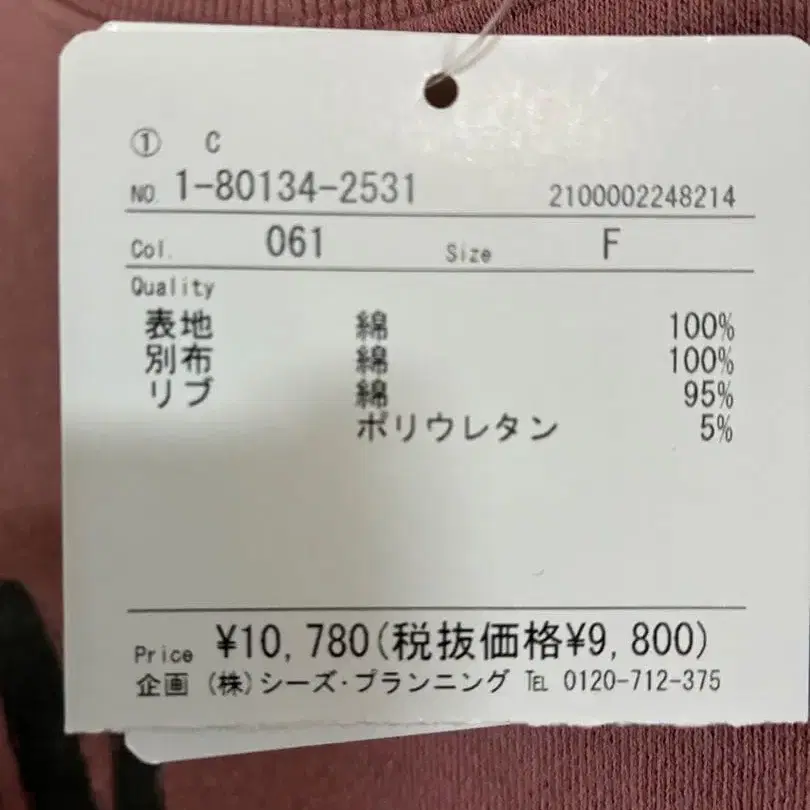 ① C
NO. 1-80134-2531 2100002248214
Col. 061 Size F
Quality
表地 綿 100%
別布 綿 100%
リブ 綿 95%
ポリウレタン 5%
Price ¥10,780(税抜価格¥9,800)
企画 (株)シーズ・プランニング ℡ 0120-712-375